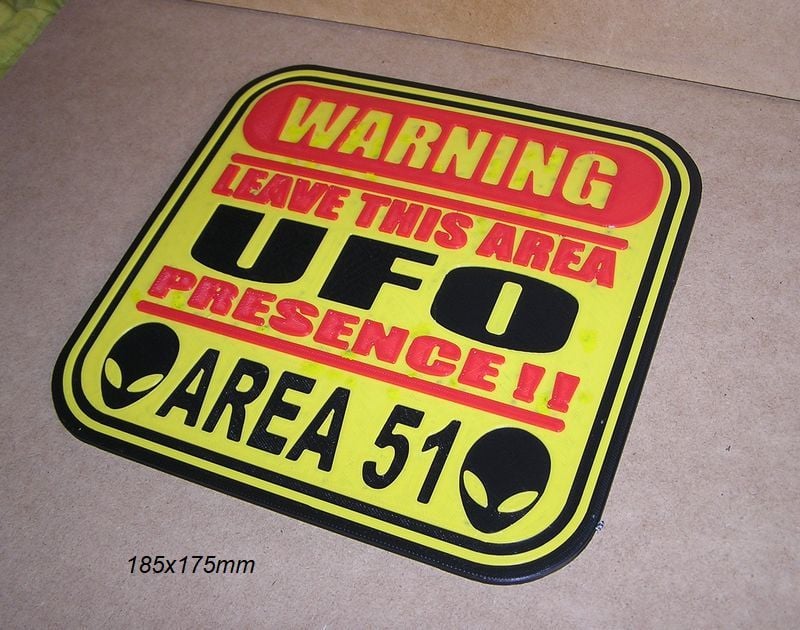 WARNING
LEAVE THIS AREA
UFO
PRESENCE !!
AREA 51
185x175mm